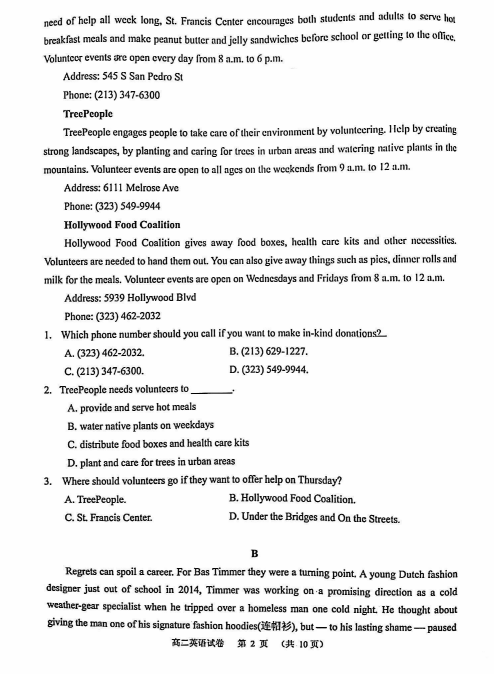 need of help all week long, St. Francis Center encourages both students and adults to serve hot
breakfast meals and make peanut butter and jelly sandwiches before school or getting to the office.
Volunteer events are open every day from 8 a.m. to 6 p.m.
Address: 545 S San Pedro St
Phone: (213) 347-6300
TreePeople
TreePeople engages people to take care of their environment by volunteering. Help by creating
strong landscapes, by planting and caring for trees in urban areas and watering native plants in the
mountains. Volunteer events are open to all ages on the weekends from 9 a.m. to 12 a.m.
Address: 6111 Melrose Ave
Phone: (323) 549-9944
Hollywood Food Coalition
Hollywood Food Coalition gives away food boxes, health care kits and other necessities.
Volunteers are needed to hand them out. You can also give away things such as pies, dinner rolls and
milk for the meals. Volunteer events are open on Wednesdays and Fridays from 8 a.m. to 12 a.m.
Address: 5939 Hollywood Blvd
Phone: (323) 462-2032
1. Which phone number should you call if you want to make in-kind donations?
A. (323) 462-2032. B. (213) 629-1227.
C. (213) 347-6300. D. (323) 549-9944.
2. TreePeople needs volunteers to ________.
A. provide and serve hot meals
B. water native plants on weekdays
C. distribute food boxes and health care kits
D. plant and care for trees in urban areas
3. Where should volunteers go if they want to offer help on Thursday?
A. TreePeople. B. Hollywood Food Coalition.
C. St. Francis Center. D. Under the Bridges and On the Streets.
B
Regrets can spoil a career. For Bas Timmer they were a turning point. A young Dutch fashion
designer just out of school in 2014, Timmer was working on a promising direction as a cold
weather-gear specialist when he tripped over a homeless man one cold night. He thought about
giving the man one of his signature fashion hoodies(连帽衫), but — to his lasting shame — paused
高二英语试卷 第 2 页 (共 10 页)